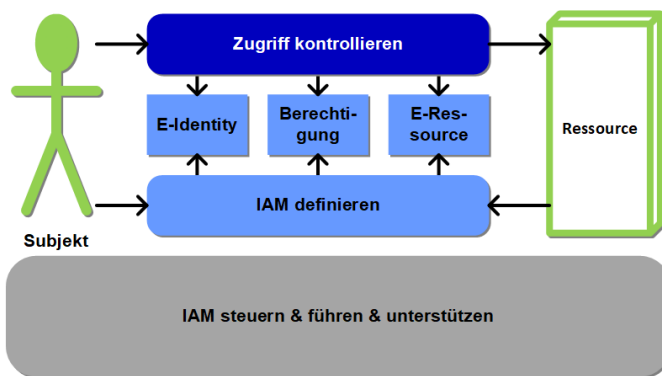 Zugriff kontrollieren
E-Identity
Berechti-
gung
E-Res-
source
Ressource
IAM definieren
Subjekt
IAM steuern & führen & unterstützen